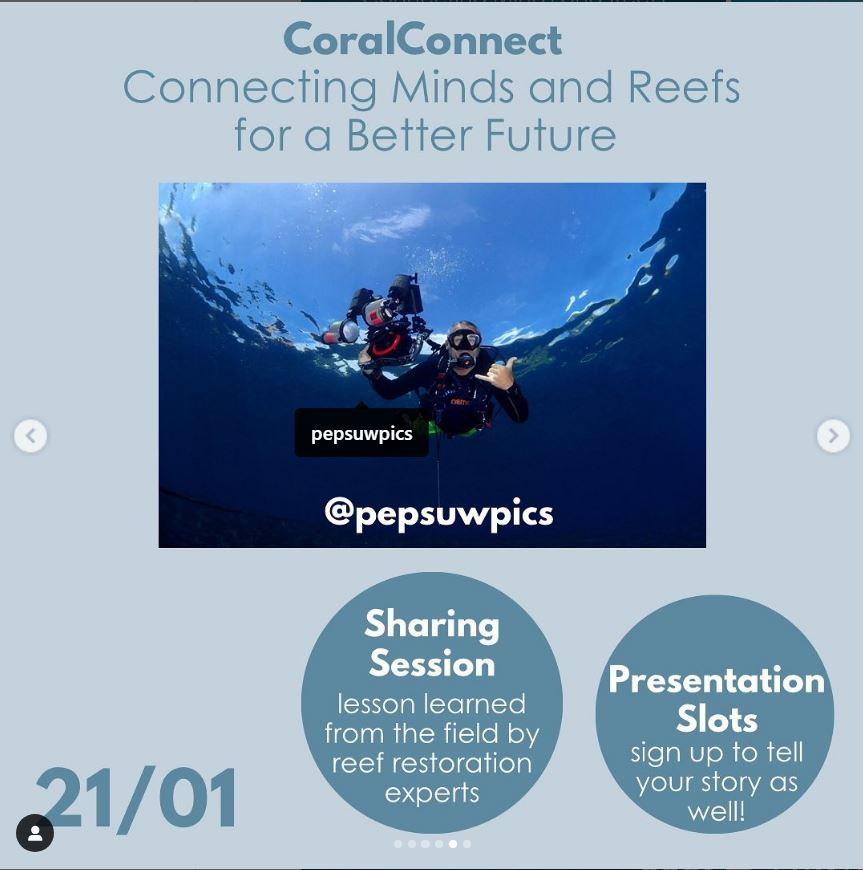 CoralConnect
Connecting Minds and Reefs
for a Better Future
pepsuwpics
@pepsuwpics
Sharing
Session
lesson learned
from the field by
reef restoration
experts
Presentation
Slots
sign up to tell
your story as
well!
21/01